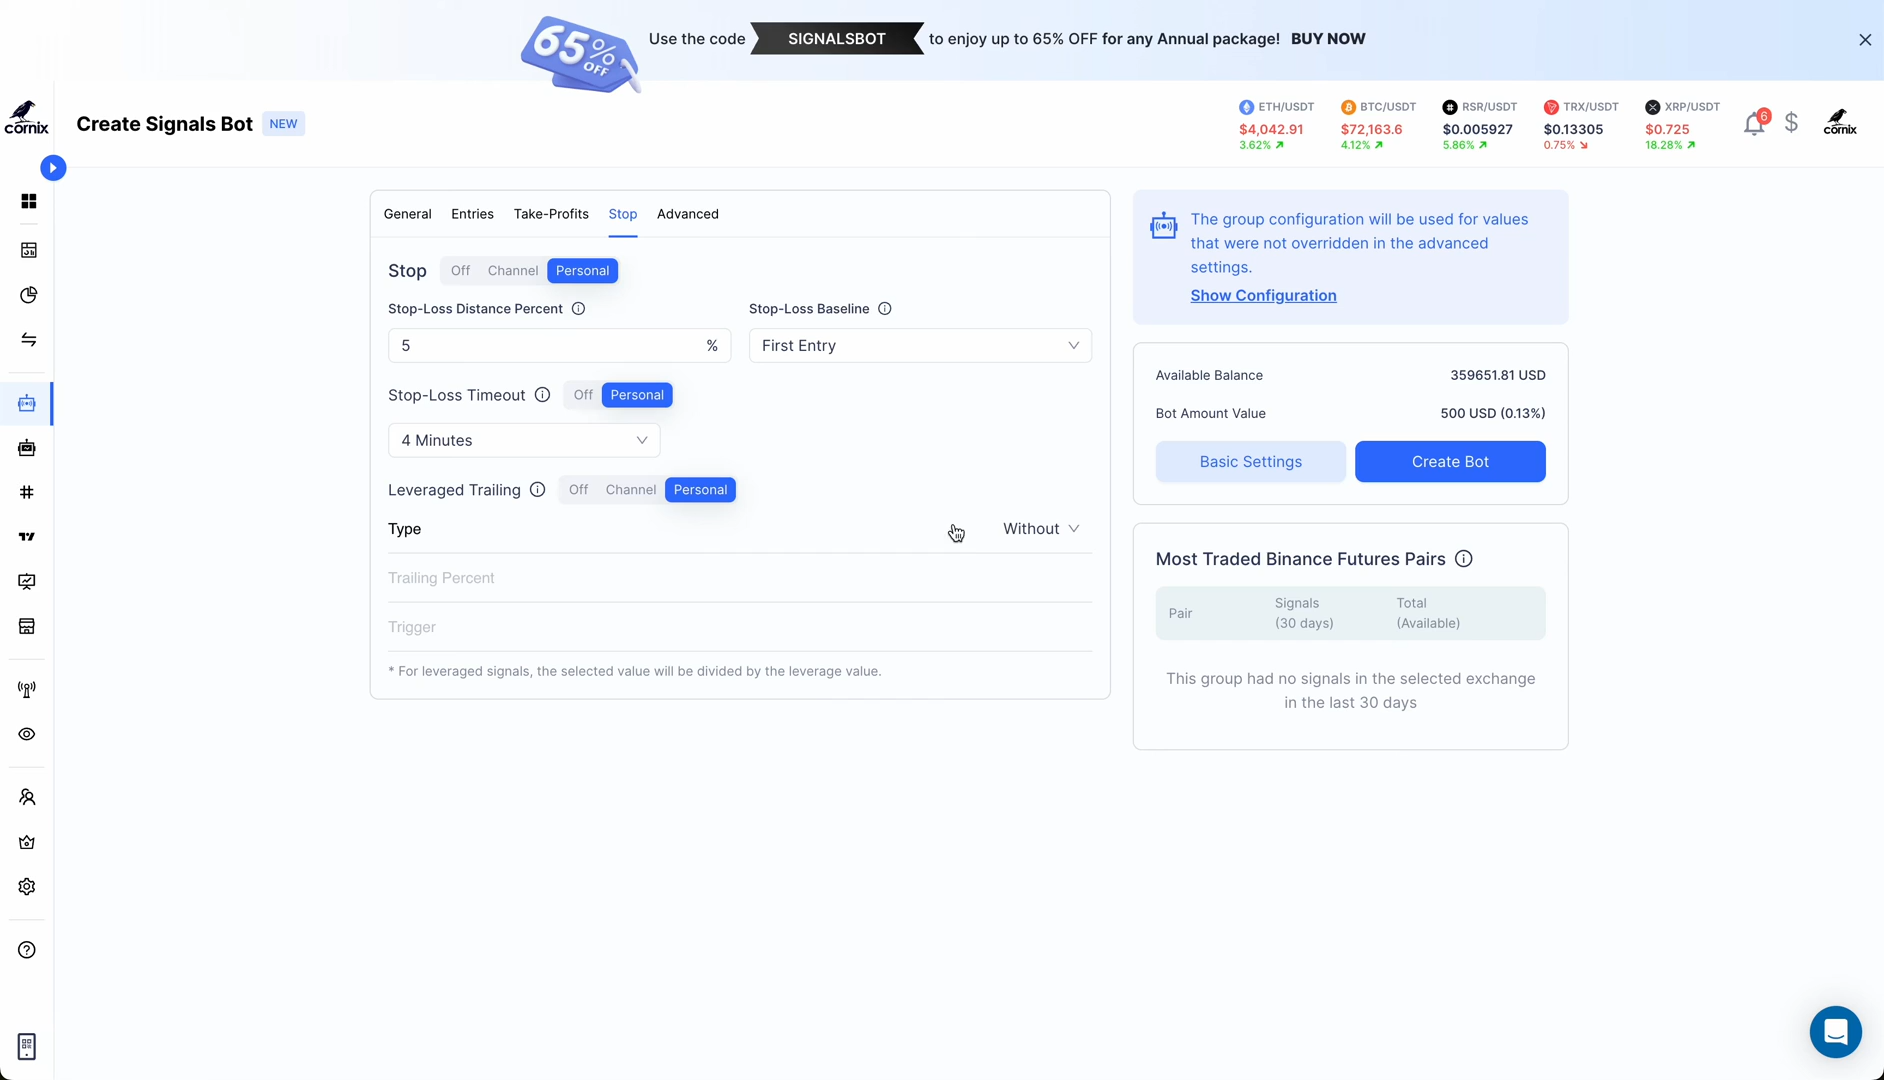 65% OFF
Use the code SIGNALSBOT to enjoy up to 65% OFF for any Annual package! BUY NOW
cornix
Create Signals Bot NEW
ETH/USDT
$4,042.91
3.62%
BTC/USDT
$72,163.6
4.12%
RSR/USDT
$0.005927
5.86%
TRX/USDT
$0.13305
0.75%
XRP/USDT
$0.725
18.28%
6
cornix
General Entries Take-Profits Stop Advanced
Stop Off Channel Personal
Stop-Loss Distance Percent
5 %
Stop-Loss Baseline
First Entry
Stop-Loss Timeout Off Personal
4 Minutes
Leveraged Trailing Off Channel Personal
Type Without
Trailing Percent
Trigger
* For leveraged signals, the selected value will be divided by the leverage value.
The group configuration will be used for values
that were not overridden in the advanced
settings.
Show Configuration
Available Balance 359651.81 USD
Bot Amount Value 500 USD (0.13%)
Basic Settings Create Bot
Most Traded Binance Futures Pairs
Pair
Signals
(30 days)
Total
(Available)
This group had no signals in the selected exchange
in the last 30 days